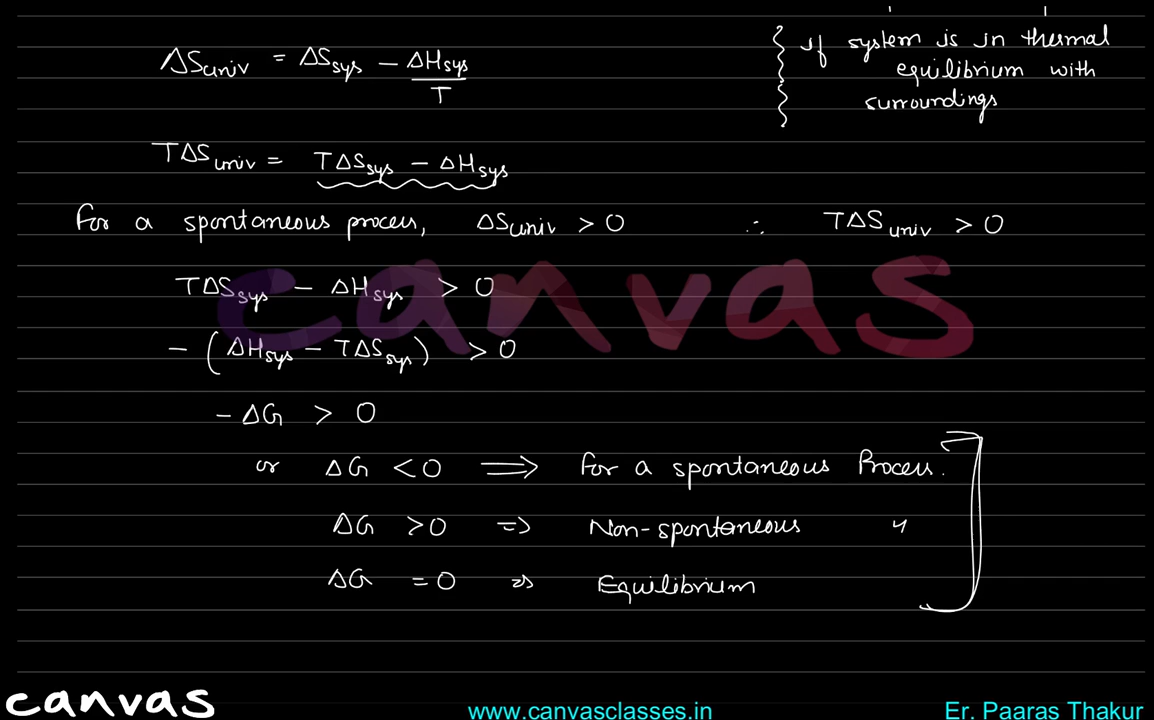 ΔSuniv = ΔSsys − ΔHsys/T
if system is in thermal
equilibrium with
surroundings
TΔSuniv = TΔSsys − ΔHsys
For a spontaneous process, ΔSuniv > 0 ∴ TΔSuniv > 0
TΔSsys − ΔHsys > 0
− (ΔHsys − TΔSsys) > 0
− ΔG > 0
or ΔG < 0 ⟹ For a spontaneous Process.
ΔG > 0 ⇒ Non-spontaneous "
ΔG = 0 ⇒ Equilibrium
canvas
canvas
www.canvasclasses.in
Er. Paaras Thakur